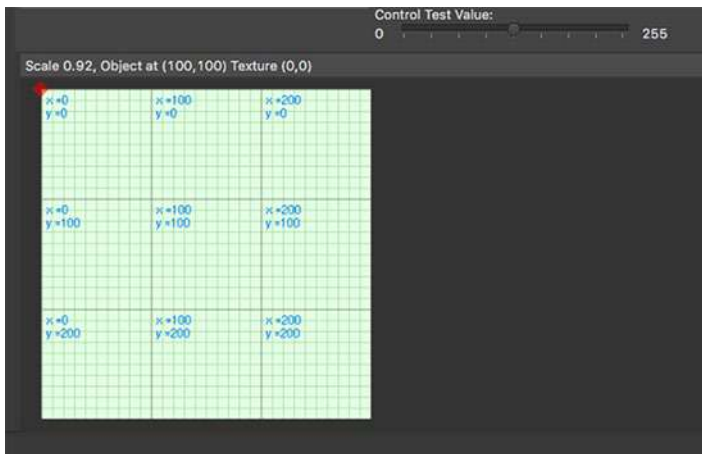 Control Test Value:
0 255
Scale 0.92, Object at (100,100) Texture (0,0)
x=0 x=100 x=200
y=0 y=0 y=0
x=0 x=100 x=200
y=100 y=100 y=100
x=0 x=100 x=200
y=200 y=200 y=200